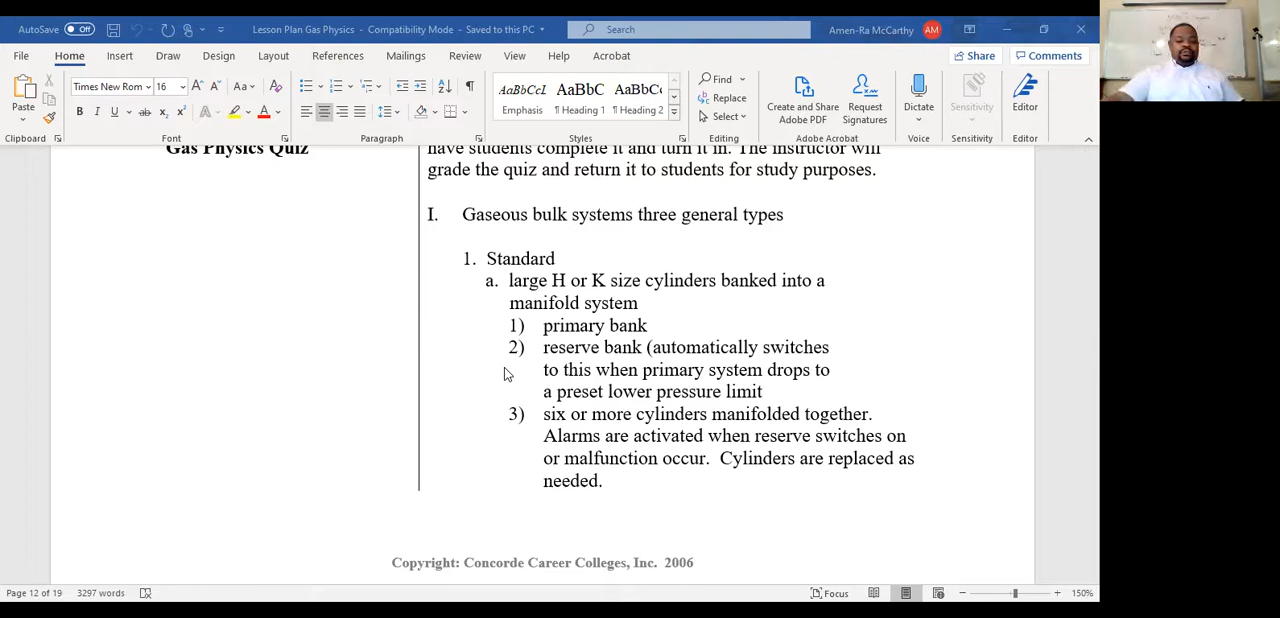 AutoSave Off Lesson Plan Gas Physics - Compatibility Mode - Saved to this PC Search Amen-Ra McCarthy AM
File Home Insert Draw Design Layout References Mailings Review View Help Acrobat Share Comments
Paste Times New Rom 16 Aa AaBbCcI AaBbC AaBbC Find Replace Select Create and Share Adobe PDF Request Signatures Dictate Sensitivity Editor
B I U ab x₂ x² A A Emphasis ¶ Heading 1 ¶ Heading 2
Clipboard Font Paragraph Styles Editing Adobe Acrobat Voice Sensitivity Editor
Gas Physics Quiz
have students complete it and turn it in. The instructor will
grade the quiz and return it to students for study purposes.
I. Gaseous bulk systems three general types
1. Standard
a. large H or K size cylinders banked into a
manifold system
1) primary bank
2) reserve bank (automatically switches
to this when primary system drops to
a preset lower pressure limit
3) six or more cylinders manifolded together.
Alarms are activated when reserve switches on
or malfunction occur. Cylinders are replaced as
needed.
Copyright: Concorde Career Colleges, Inc. 2006
Page 12 of 19 3297 words Focus 150%